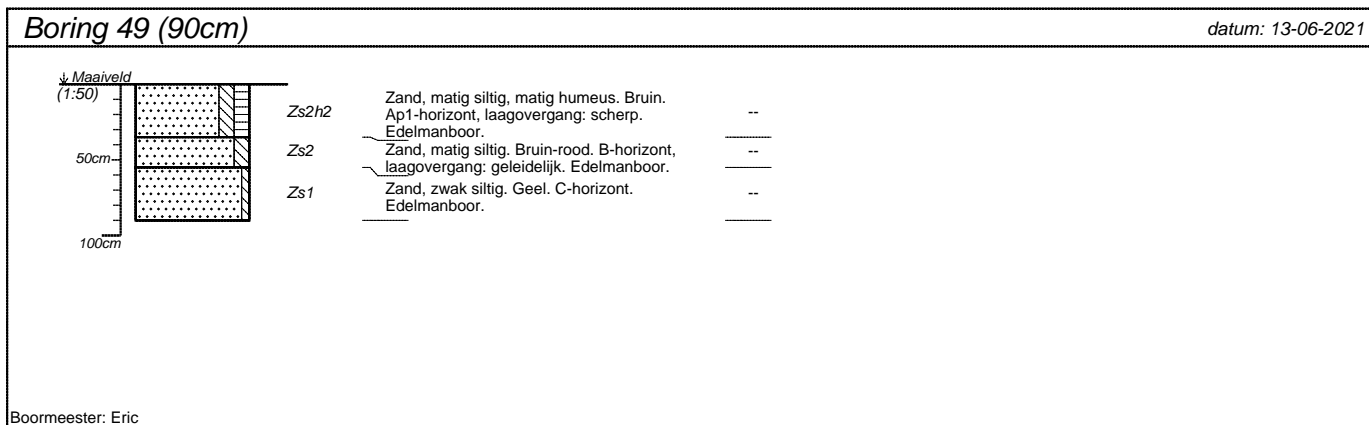 Boring 49 (90cm)
datum: 13-06-2021
Maaiveld
(1:50)
Zs2h2
Zand, matig siltig, matig humeus. Bruin.
Ap1-horizont, laagovergang: scherp.
Edelmanboor.
--
50cm
Zs2
Zand, matig siltig. Bruin-rood. B-horizont,
laagovergang: geleidelijk. Edelmanboor.
--
Zs1
Zand, zwak siltig. Geel. C-horizont.
Edelmanboor.
--
100cm
Boormeester: Eric